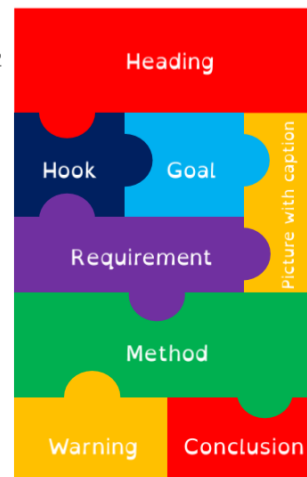 Heading
Hook
Goal
Picture with caption
Requirement
Method
Warning
Conclusion